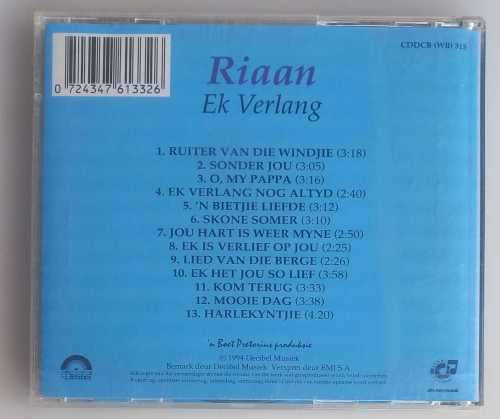 CDDCB (WB) 315
0 724347 613326
Riaan
Ek Verlang
1. RUITER VAN DIE WINDJIE (3:18)
2. SONDER JOU (3:05)
3. O, MY PAPPA (3:16)
4. EK VERLANG NOG ALTYD (2:40)
5. 'N BIETJIE LIEFDE (3:12)
6. SKONE SOMER (3:10)
7. JOU HART IS WEER MYNE (2:50)
8. EK IS VERLIEF OP JOU (2:25)
9. LIED VAN DIE BERGE (2:26)
10. EK HET JOU SO LIEF (3:58)
11. KOM TERUG (3:33)
12. MOOIE DAG (3:38)
13. HARLEKYNTJIE (4:20)
'n Boet Pretorius produksie
℗ 1994 Decibel Musiek
Bemark deur Decibel Musiek. Versprei deur EMI S.A.
Decibel